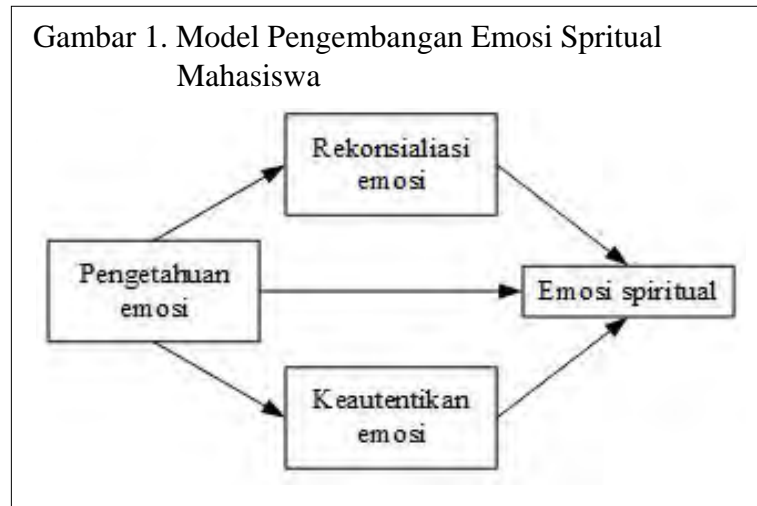 Gambar 1. Model Pengembangan Emosi Spritual
Mahasiswa
Rekonsialiasi
emosi
Pengetahuan
emosi
Emosi spiritual
Keautentikan
emosi